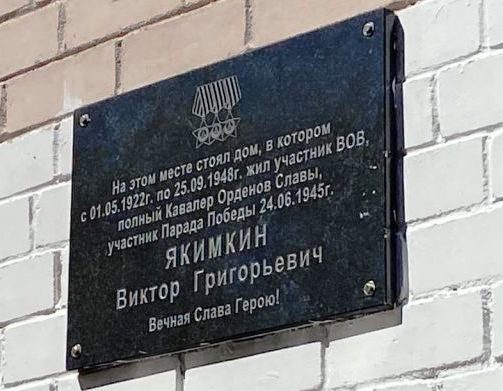 На этом месте стоял дом, в котором
с 01.05.1922г. по 25.09.1948г. жил участник ВОВ,
полный Кавалер Орденов Славы,
участник Парада Победы 24.06.1945г.
ЯКИМКИН
Виктор Григорьевич
Вечная Слава Герою!